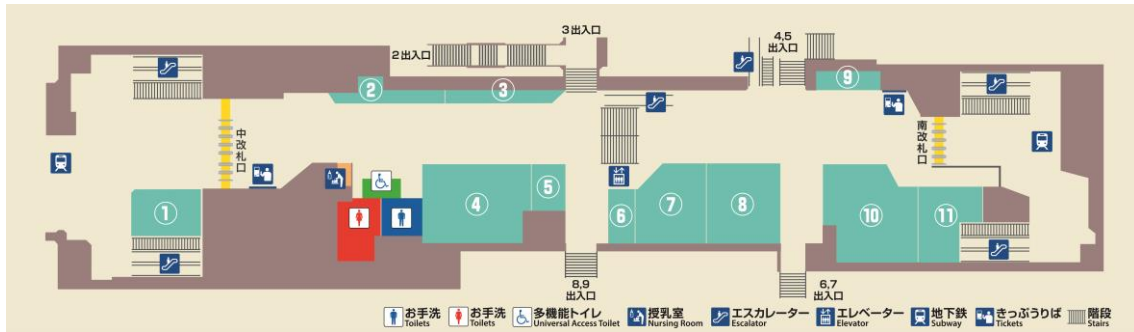 3出入口
2出入口
4,5
出入口
②
③
⑨
中改札口
南改札口
①
④
⑤
⑥
⑦
⑧
⑩
⑪
8,9
出入口
6,7
出入口
お手洗
Toilets
お手洗
Toilets
多機能トイレ
Universal Access Toilet
授乳室
Nursing Room
エスカレーター
Escalator
エレベーター
Elevator
地下鉄
Subway
きっぷうりば
Tickets
階段
Stairs